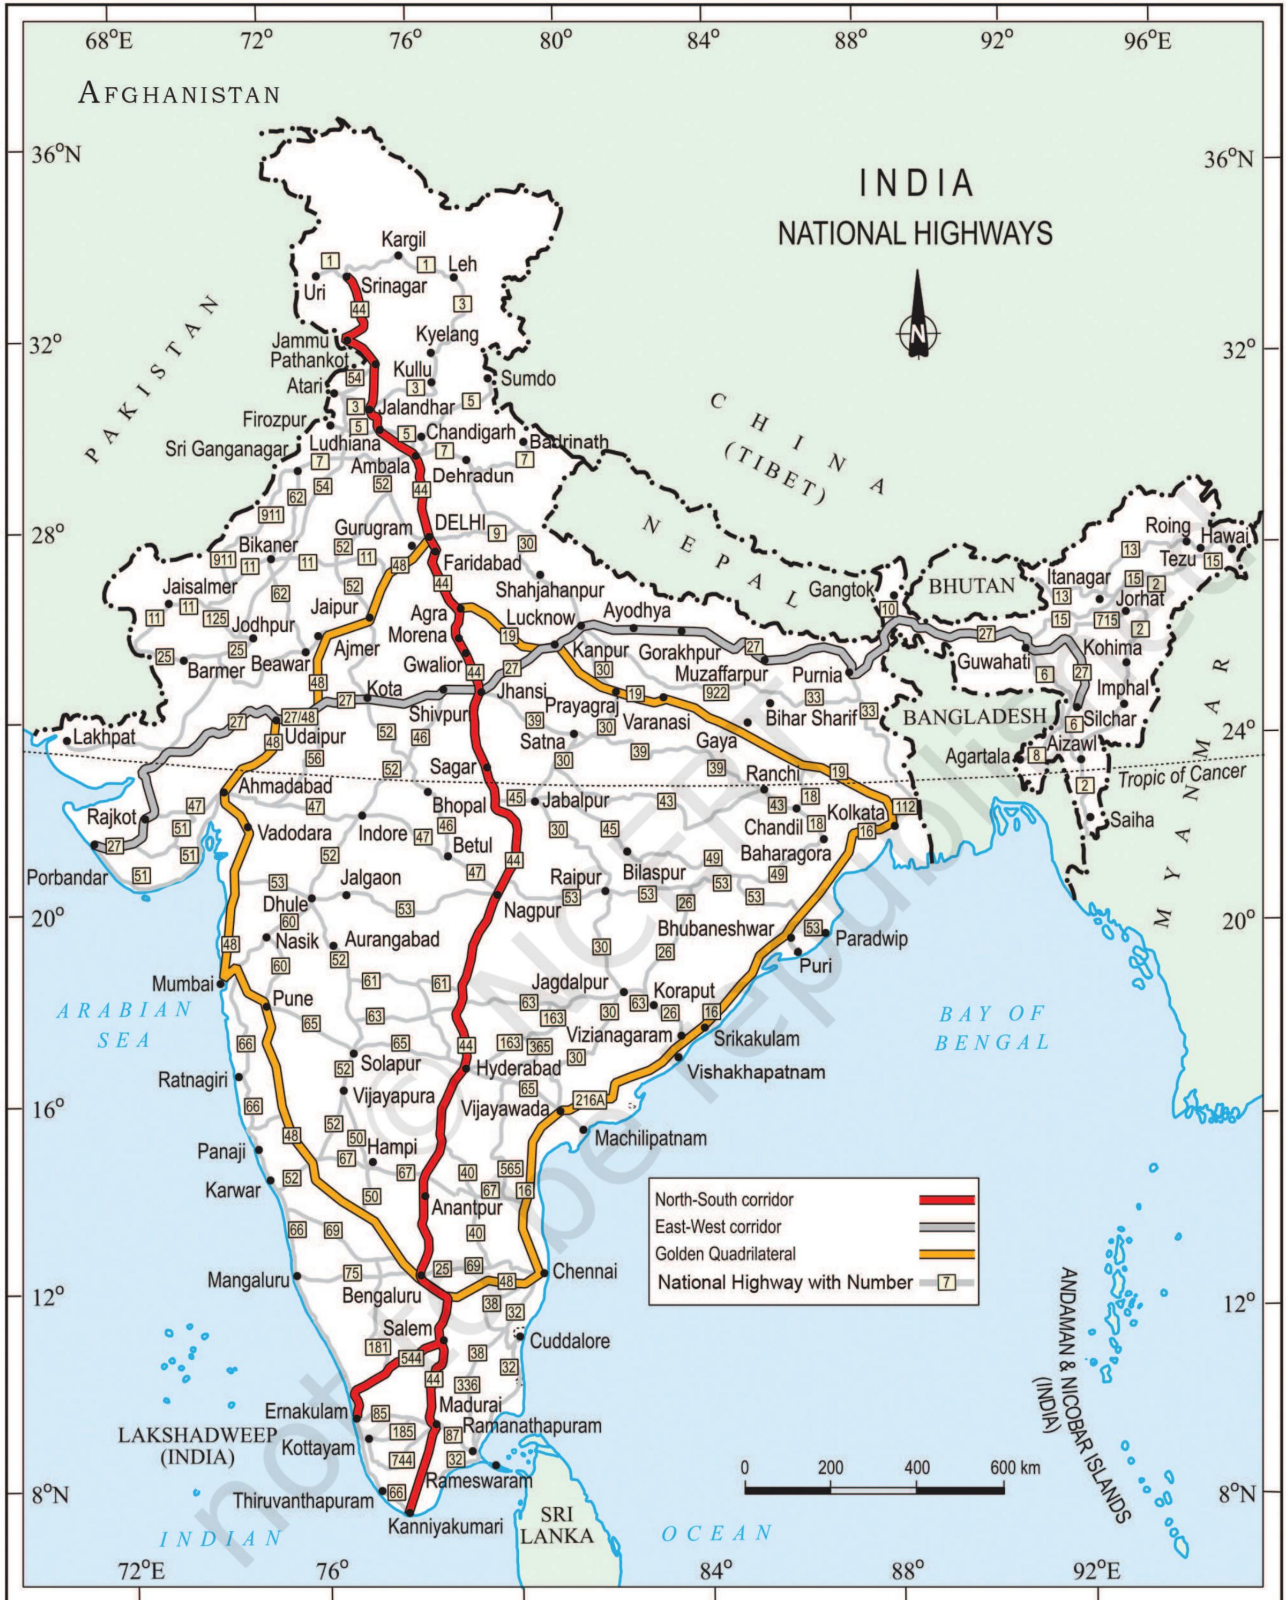 68°E 72° 76° 80° 84° 88° 92° 96°E
AFGHANISTAN
36°N
36°N
INDIA
NATIONAL HIGHWAYS
N
PAKISTAN
CHINA
(TIBET)
NEPAL
BHUTAN
BANGLADESH
MYANMAR
32°
32°
28°
24°
24°
20°
20°
16°
12°
12°
8°N
8°N
Kargil
1
1
Leh
Uri
Srinagar
3
44
Jammu
Kyelang
Pathankot
54
Kullu
3
Sumdo
Atari
3
Jalandhar
5
Firozpur
5
Ludhiana
5
Chandigarh
Badrinath
Sri Ganganagar
7
7
7
Ambala
Dehradun
52
54
44
62
911
Gurugram
DELHI
9
30
Bikaner
52
11
48
Faridabad
911
11
11
Jaisalmer
62
52
44
Shahjahanpur
Gangtok
Roing
Hawai
13
Tezu
15
Itanagar
15
2
13
Jorhat
11
11
125
Jaipur
Agra
Lucknow
Ayodhya
10
15
715
2
Jodhpur
Ajmer
Morena
19
27
27
Kohima
25
25
Barmer
Beawar
Gwalior
44
27
Kanpur
Gorakhpur
30
Muzaffarpur
Purnia
Guwahati
6
27
Imphal
48
27
Kota
Jhansi
Prayagraj
19
922
33
33
Shivpuri
27
27/48
Varanasi
30
39
Bihar Sharif
Silchar
6
Lakhpat
48
Udaipur
52
46
Satna
39
Gaya
Agartala
Aizawl
8
56
52
Sagar
30
39
Ranchi
19
Tropic of Cancer
2
Ahmadabad
Bhopal
45
Jabalpur
43
43
18
Kolkata
112
Rajkot
47
47
Saiha
51
Vadodara
Indore
46
47
Betul
30
45
Chandil
18
16
27
51
52
44
Baharagora
49
Porbandar
51
53
Jalgaon
47
Raipur
Bilaspur
49
Dhule
53
53
53
26
53
53
Nagpur
60
Nasik
Aurangabad
Bhubaneshwar
53
Paradwip
48
52
30
26
Puri
60
Mumbai
61
61
Jagdalpur
Koraput
Pune
63
63
63
30
26
16
65
163
Srikakulam
66
65
44
163
365
Vizianagaram
Solapur
30
52
Hyderabad
Vishakhapatnam
Ratnagiri
Vijayapura
65
66
Vijayawada
216A
52
Machilipatnam
48
50
Hampi
Panaji
67
67
40
565
Karwar
52
50
67
16
Anantpur
66
69
40
75
25
69
Mangaluru
Bengaluru
48
Chennai
38
32
Salem
Cuddalore
181
544
38
32
44
336
Ernakulam
85
Madurai
Ramanathapuram
185
87
Kottayam
744
32
Rameswaram
66
Thiruvanthapuram
Kanniyakumari
ARABIAN
SEA
BAY OF
BENGAL
North-South corridor
East-West corridor
Golden Quadrilateral
National Highway with Number 7
LAKSHADWEEP
(INDIA)
ANDAMAN & NICOBAR ISLANDS
(INDIA)
0 200 400 600 km
SRI
LANKA
INDIAN OCEAN
72°E 76° 84° 88° 92°E
© NCERT
not to be republished